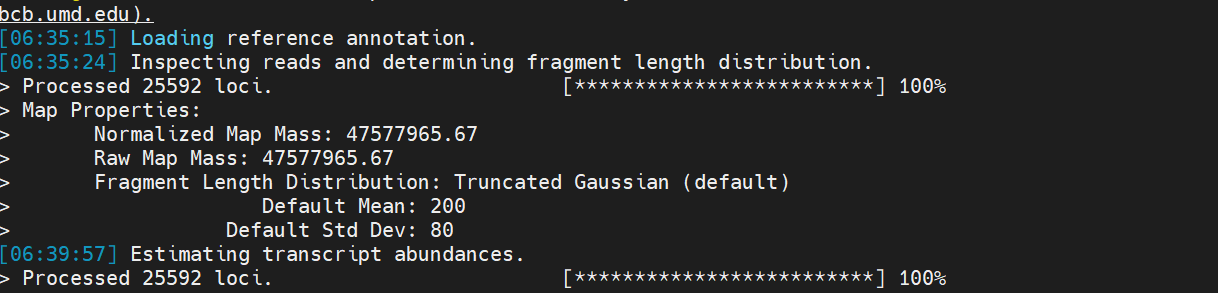 bcb.umd.edu).
[06:35:15] Loading reference annotation.
[06:35:24] Inspecting reads and determining fragment length distribution.
> Processed 25592 loci.                        [*************************] 100%
> Map Properties:
>       Normalized Map Mass: 47577965.67
>       Raw Map Mass: 47577965.67
>       Fragment Length Distribution: Truncated Gaussian (default)
>                     Default Mean: 200
>                  Default Std Dev: 80
[06:39:57] Estimating transcript abundances.
> Processed 25592 loci.                        [*************************] 100%